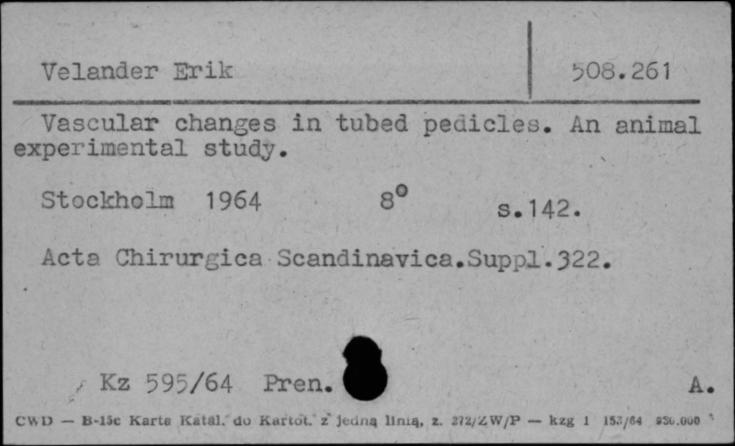 Velander Erik 508.261
Vascular changes in tubed pedicles. An animal
experimental study.
Stockholm 1964 8° s.142.
Acta Chirurgica Scandinavica.Suppl.322.
Kz 595/64 Pren. A.
CWD — B-15c Karta Katal. do Kartot. z jedną linią, z. 272/ZW/P — kzg 1 153/64